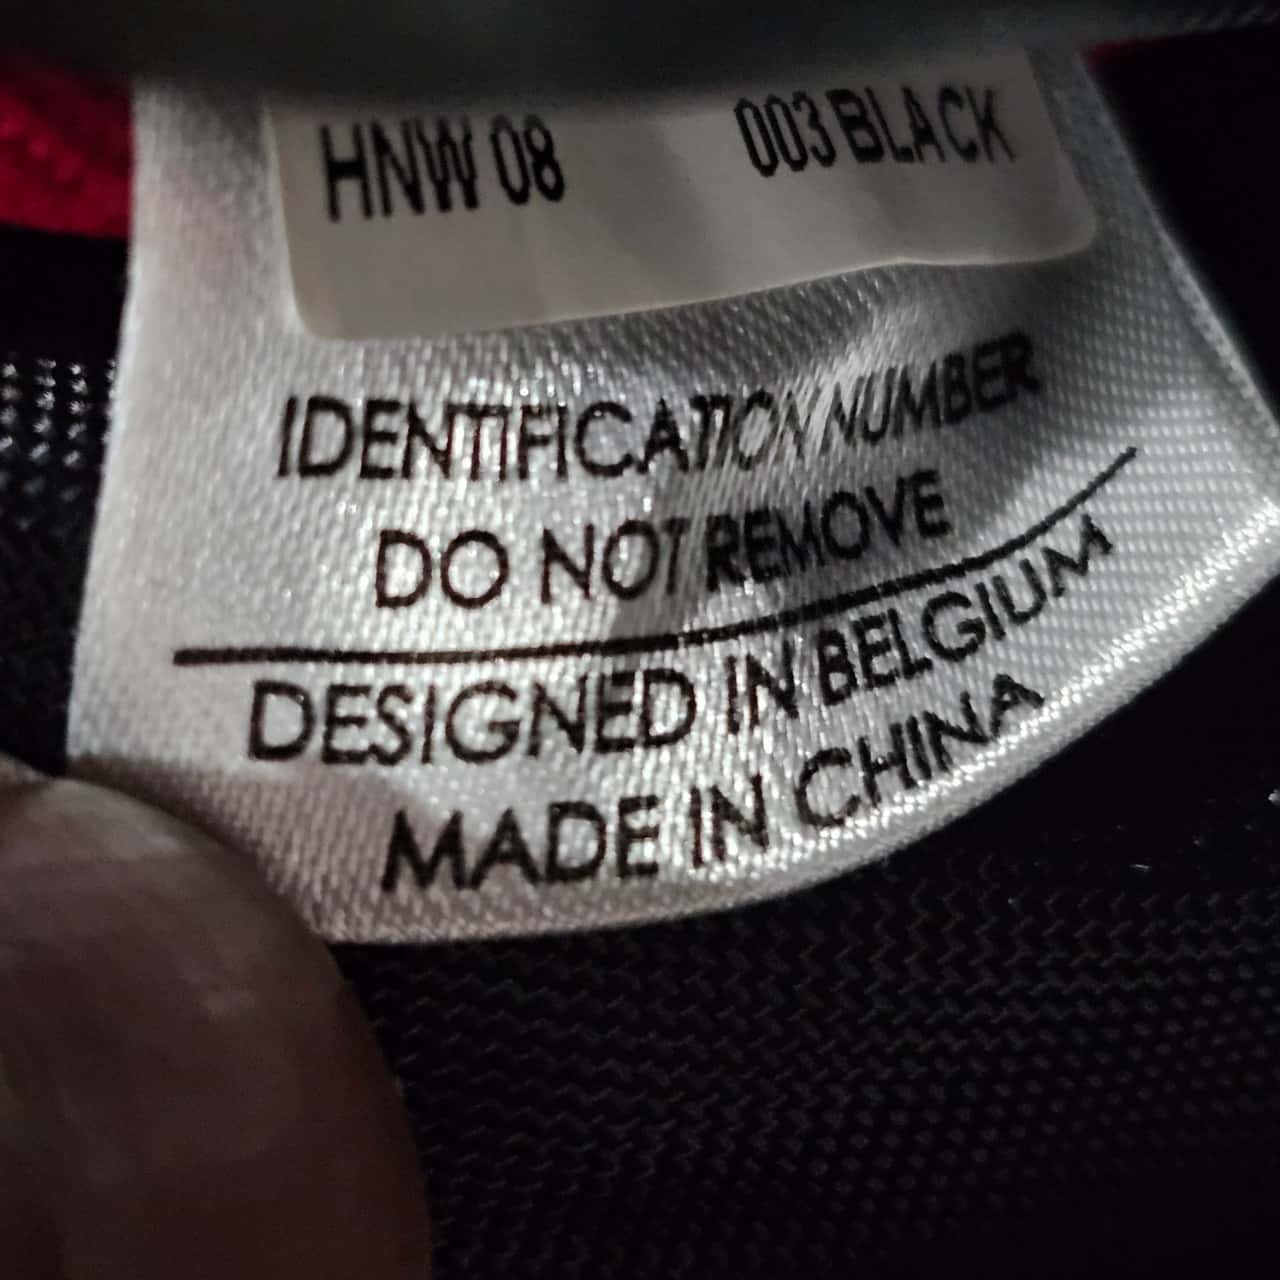 HNW 08 003 BLACK
IDENTIFICATION NUMBER
DO NOT REMOVE
DESIGNED IN BELGIUM
MADE IN CHINA